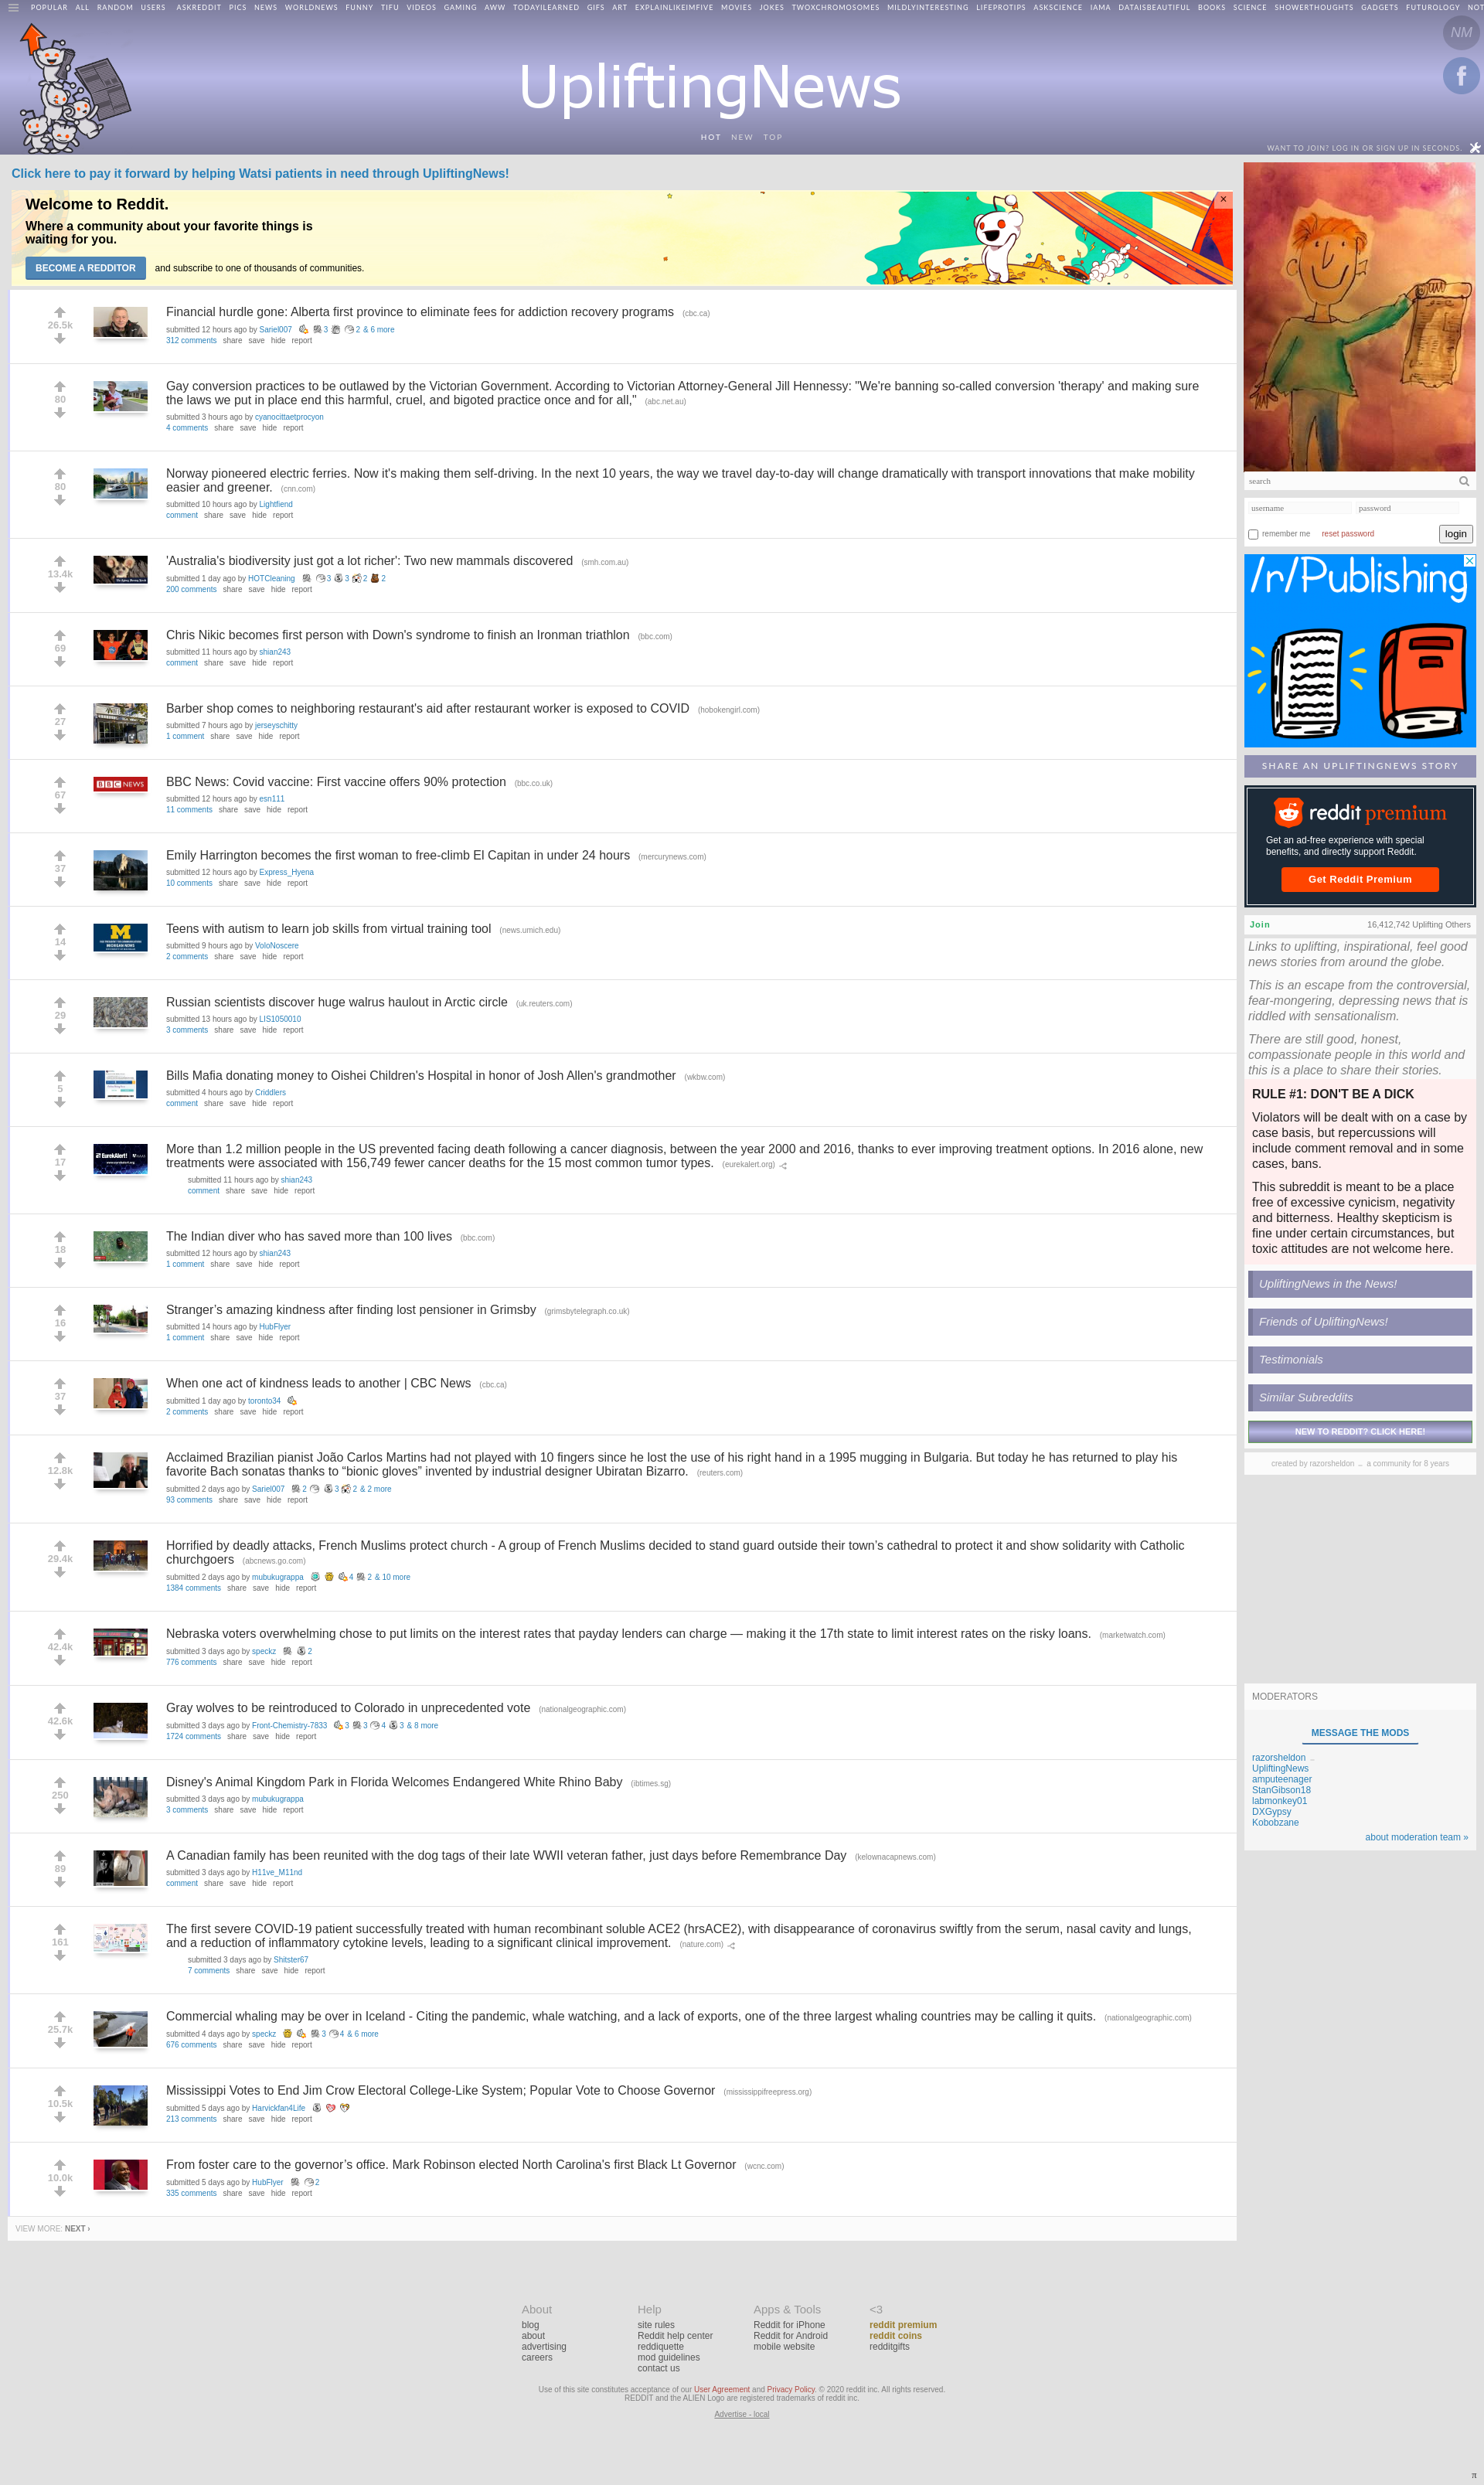 POPULAR ALL RANDOM USERS ASKREDDIT PICS NEWS WORLDNEWS FUNNY TIFU VIDEOS GAMING AWW TODAYILEARNED GIFS ART EXPLAINLIKEIMFIVE MOVIES JOKES TWOXCHROMOSOMES MILDLYINTERESTING LIFEPROTIPS ASKSCIENCE IAMA DATAISBEAUTIFUL BOOKS SCIENCE SHOWERTHOUGHTS GADGETS FUTUROLOGY NOT
NM
f
UpliftingNews
HOT NEW TOP
WANT TO JOIN? LOG IN OR SIGN UP IN SECONDS.
Click here to pay it forward by helping Watsi patients in need through UpliftingNews!
Welcome to Reddit.
Where a community about your favorite things is
waiting for you.
BECOME A REDDITOR and subscribe to one of thousands of communities.
×
Financial hurdle gone: Alberta first province to eliminate fees for addiction recovery programs (cbc.ca)
26.5k
submitted 12 hours ago by Sariel007 3 2 & 6 more
312 comments share save hide report
Gay conversion practices to be outlawed by the Victorian Government. According to Victorian Attorney-General Jill Hennessy: "We're banning so-called conversion 'therapy' and making sure
80
the laws we put in place end this harmful, cruel, and bigoted practice once and for all," (abc.net.au)
submitted 3 hours ago by cyanocittaetprocyon
4 comments share save hide report
Norway pioneered electric ferries. Now it's making them self-driving. In the next 10 years, the way we travel day-to-day will change dramatically with transport innovations that make mobility
80
easier and greener. (cnn.com)
submitted 10 hours ago by Lightfiend
comment share save hide report
'Australia's biodiversity just got a lot richer': Two new mammals discovered (smh.com.au)
13.4k
submitted 1 day ago by HOTCleaning 3 3 2 2
200 comments share save hide report
Chris Nikic becomes first person with Down's syndrome to finish an Ironman triathlon (bbc.com)
69
submitted 11 hours ago by shian243
comment share save hide report
Barber shop comes to neighboring restaurant's aid after restaurant worker is exposed to COVID (hobokengirl.com)
27
submitted 7 hours ago by jerseyschitty
1 comment share save hide report
BBC NEWS
BBC News: Covid vaccine: First vaccine offers 90% protection (bbc.co.uk)
67
submitted 12 hours ago by esn111
11 comments share save hide report
Emily Harrington becomes the first woman to free-climb El Capitan in under 24 hours (mercurynews.com)
37
submitted 12 hours ago by Express_Hyena
10 comments share save hide report
M
Teens with autism to learn job skills from virtual training tool (news.umich.edu)
14
submitted 9 hours ago by VoloNoscere
2 comments share save hide report
Russian scientists discover huge walrus haulout in Arctic circle (uk.reuters.com)
29
submitted 13 hours ago by LIS1050010
3 comments share save hide report
Bills Mafia donating money to Oishei Children's Hospital in honor of Josh Allen's grandmother (wkbw.com)
5
submitted 4 hours ago by Criddlers
comment share save hide report
EurekAlert!
More than 1.2 million people in the US prevented facing death following a cancer diagnosis, between the year 2000 and 2016, thanks to ever improving treatment options. In 2016 alone, new
17
treatments were associated with 156,749 fewer cancer deaths for the 15 most common tumor types. (eurekalert.org)
submitted 11 hours ago by shian243
comment share save hide report
The Indian diver who has saved more than 100 lives (bbc.com)
18
submitted 12 hours ago by shian243
1 comment share save hide report
Stranger’s amazing kindness after finding lost pensioner in Grimsby (grimsbytelegraph.co.uk)
16
submitted 14 hours ago by HubFlyer
1 comment share save hide report
When one act of kindness leads to another | CBC News (cbc.ca)
37
submitted 1 day ago by toronto34
2 comments share save hide report
Acclaimed Brazilian pianist João Carlos Martins had not played with 10 fingers since he lost the use of his right hand in a 1995 mugging in Bulgaria. But today he has returned to play his
12.8k
favorite Bach sonatas thanks to “bionic gloves” invented by industrial designer Ubiratan Bizarro. (reuters.com)
submitted 2 days ago by Sariel007 2 3 2 & 2 more
93 comments share save hide report
Horrified by deadly attacks, French Muslims protect church - A group of French Muslims decided to stand guard outside their town’s cathedral to protect it and show solidarity with Catholic
29.4k
churchgoers (abcnews.go.com)
submitted 2 days ago by mubukugrappa 4 2 & 10 more
1384 comments share save hide report
Nebraska voters overwhelming chose to put limits on the interest rates that payday lenders can charge — making it the 17th state to limit interest rates on the risky loans. (marketwatch.com)
42.4k
submitted 3 days ago by speckz 2
776 comments share save hide report
Gray wolves to be reintroduced to Colorado in unprecedented vote (nationalgeographic.com)
42.6k
submitted 3 days ago by Front-Chemistry-7833 3 3 4 3 & 8 more
1724 comments share save hide report
Disney's Animal Kingdom Park in Florida Welcomes Endangered White Rhino Baby (ibtimes.sg)
250
submitted 3 days ago by mubukugrappa
3 comments share save hide report
A Canadian family has been reunited with the dog tags of their late WWII veteran father, just days before Remembrance Day (kelownacapnews.com)
89
submitted 3 days ago by H11ve_M11nd
comment share save hide report
The first severe COVID-19 patient successfully treated with human recombinant soluble ACE2 (hrsACE2), with disappearance of coronavirus swiftly from the serum, nasal cavity and lungs,
161
and a reduction of inflammatory cytokine levels, leading to a significant clinical improvement. (nature.com)
submitted 3 days ago by Shitster67
7 comments share save hide report
Commercial whaling may be over in Iceland - Citing the pandemic, whale watching, and a lack of exports, one of the three largest whaling countries may be calling it quits. (nationalgeographic.com)
25.7k
submitted 4 days ago by speckz 3 4 & 6 more
676 comments share save hide report
Mississippi Votes to End Jim Crow Electoral College-Like System; Popular Vote to Choose Governor (mississippifreepress.org)
10.5k
submitted 5 days ago by Harvickfan4Life
213 comments share save hide report
From foster care to the governor’s office. Mark Robinson elected North Carolina's first Black Lt Governor (wcnc.com)
10.0k
submitted 5 days ago by HubFlyer 2
335 comments share save hide report
VIEW MORE: NEXT ›
search
username password
remember me reset password login
/r/Publishing
SHARE AN UPLIFTINGNEWS STORY
reddit premium
Get an ad-free experience with special
benefits, and directly support Reddit.
Get Reddit Premium
Join 16,412,742 Uplifting Others
Links to uplifting, inspirational, feel good
news stories from around the globe.
This is an escape from the controversial,
fear-mongering, depressing news that is
riddled with sensationalism.
There are still good, honest,
compassionate people in this world and
this is a place to share their stories.
RULE #1: DON'T BE A DICK
Violators will be dealt with on a case by
case basis, but repercussions will
include comment removal and in some
cases, bans.
This subreddit is meant to be a place
free of excessive cynicism, negativity
and bitterness. Healthy skepticism is
fine under certain circumstances, but
toxic attitudes are not welcome here.
UpliftingNews in the News!
Friends of UpliftingNews!
Testimonials
Similar Subreddits
NEW TO REDDIT? CLICK HERE!
created by razorsheldon a community for 8 years
MODERATORS
MESSAGE THE MODS
razorsheldon
UpliftingNews
amputeenager
StanGibson18
labmonkey01
DXGypsy
Kobobzane
about moderation team »
About
blog
about
advertising
careers
Help
site rules
Reddit help center
reddiquette
mod guidelines
contact us
Apps & Tools
Reddit for iPhone
Reddit for Android
mobile website
<3
reddit premium
reddit coins
redditgifts
Use of this site constitutes acceptance of our User Agreement and Privacy Policy. © 2020 reddit inc. All rights reserved.
REDDIT and the ALIEN Logo are registered trademarks of reddit inc.
Advertise - local
π